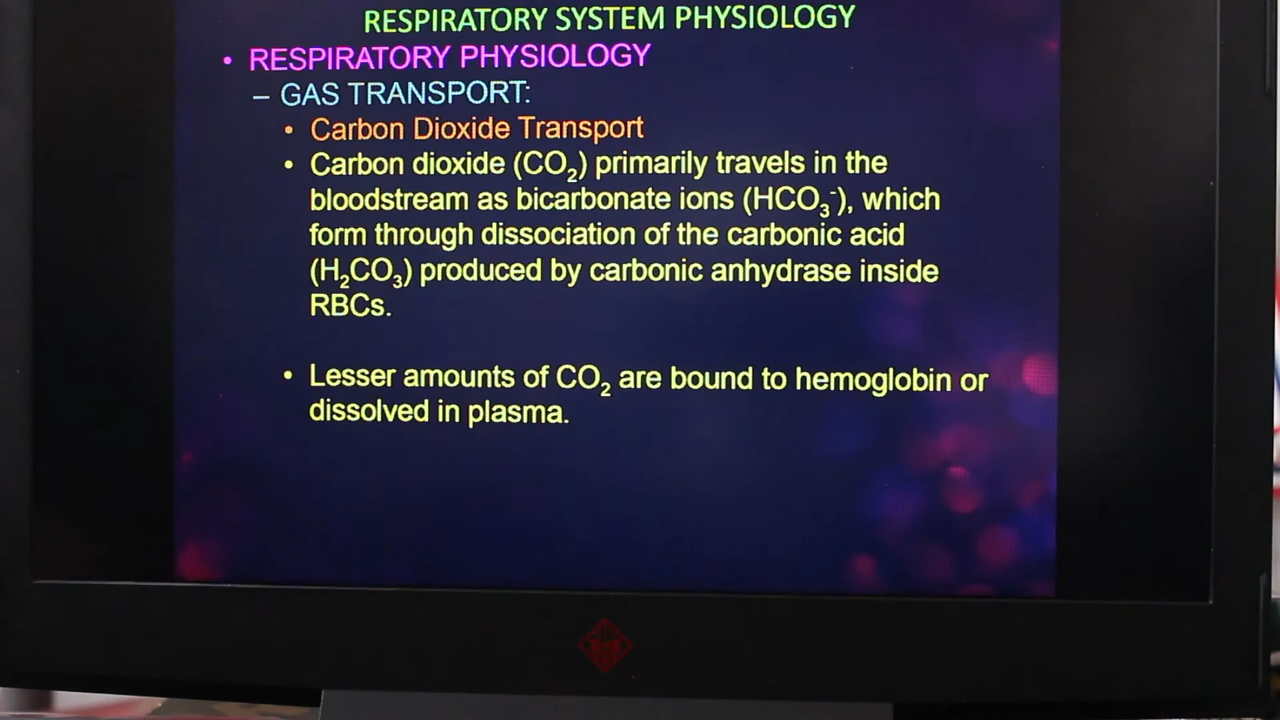 RESPIRATORY SYSTEM PHYSIOLOGY
• RESPIRATORY PHYSIOLOGY
– GAS TRANSPORT:
• Carbon Dioxide Transport
• Carbon dioxide (CO₂) primarily travels in the
bloodstream as bicarbonate ions (HCO₃⁻), which
form through dissociation of the carbonic acid
(H₂CO₃) produced by carbonic anhydrase inside
RBCs.
• Lesser amounts of CO₂ are bound to hemoglobin or
dissolved in plasma.